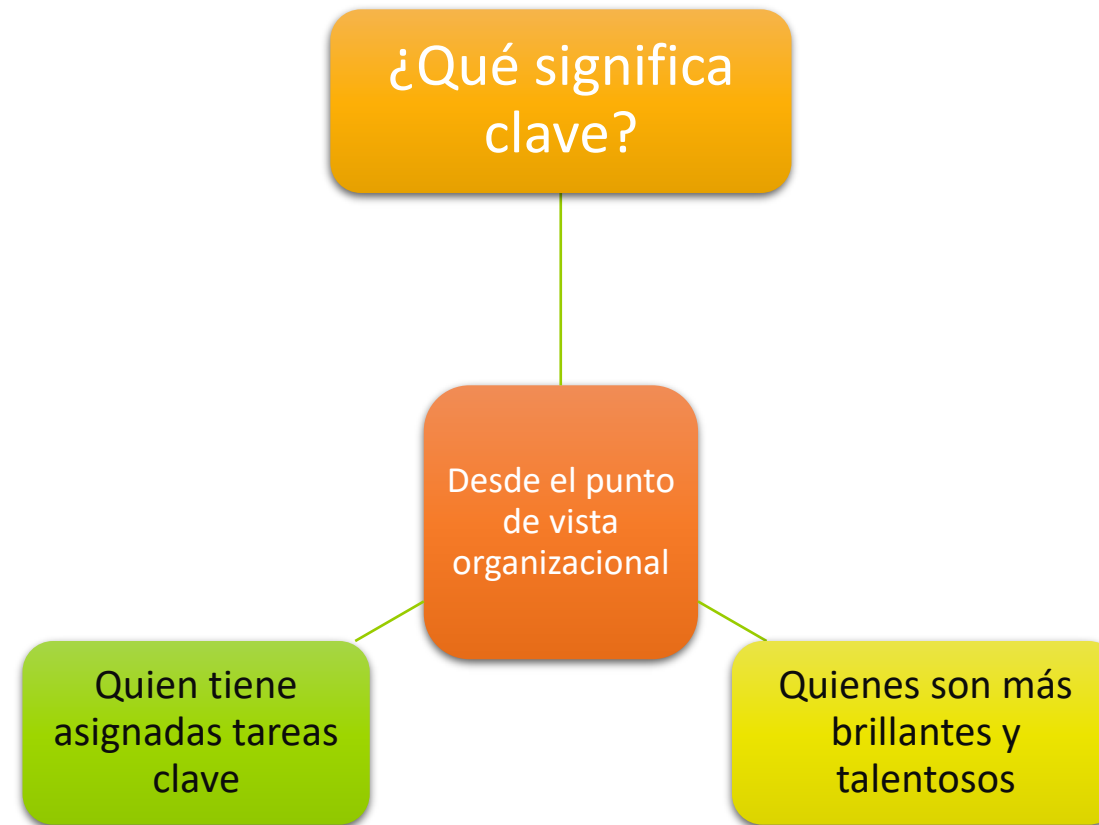 ¿Qué significa
clave?
Desde el punto
de vista
organizacional
Quien tiene
asignadas tareas
clave
Quienes son más
brillantes y
talentosos